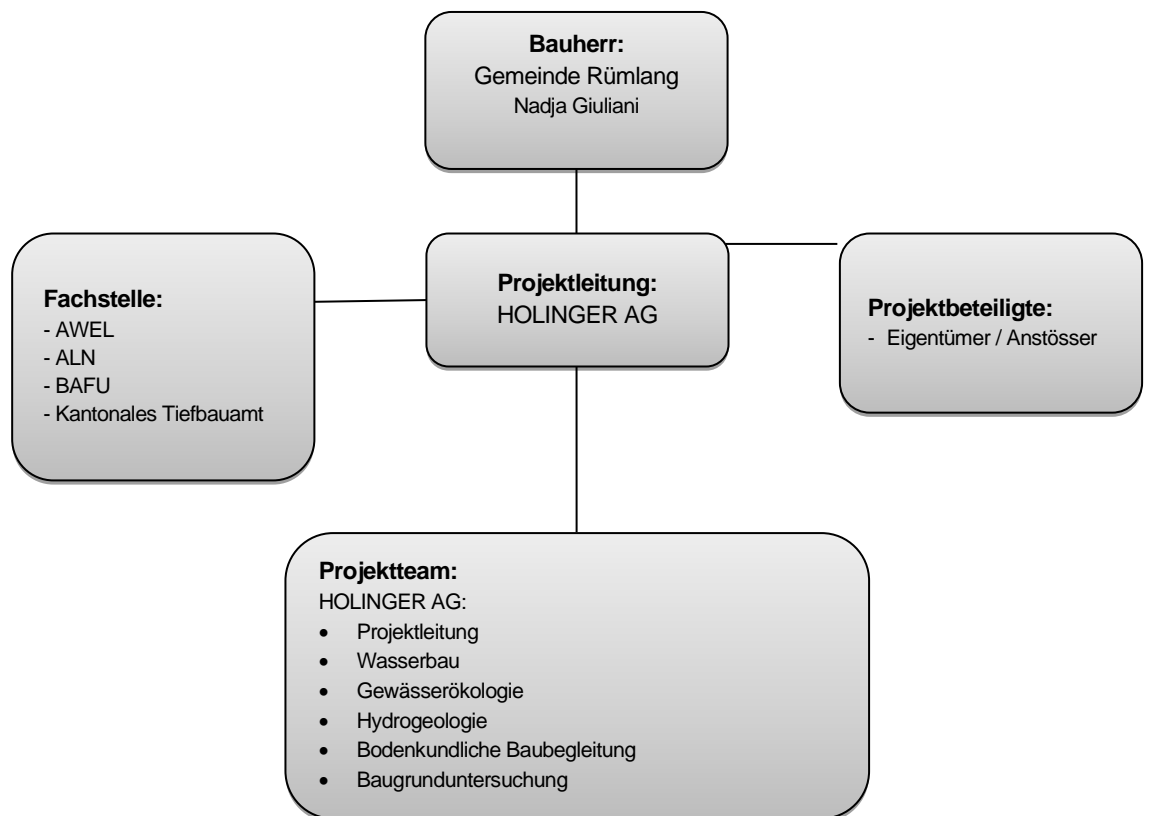 Bauherr:
Gemeinde Rümlang
Nadja Giuliani
Fachstelle:
- AWEL
- ALN
- BAFU
- Kantonales Tiefbauamt
Projektleitung:
HOLINGER AG
Projektbeteiligte:
- Eigentümer / Anstösser
Projektteam:
HOLINGER AG:
• Projektleitung
• Wasserbau
• Gewässerökologie
• Hydrogeologie
• Bodenkundliche Baubegleitung
• Baugrunduntersuchung